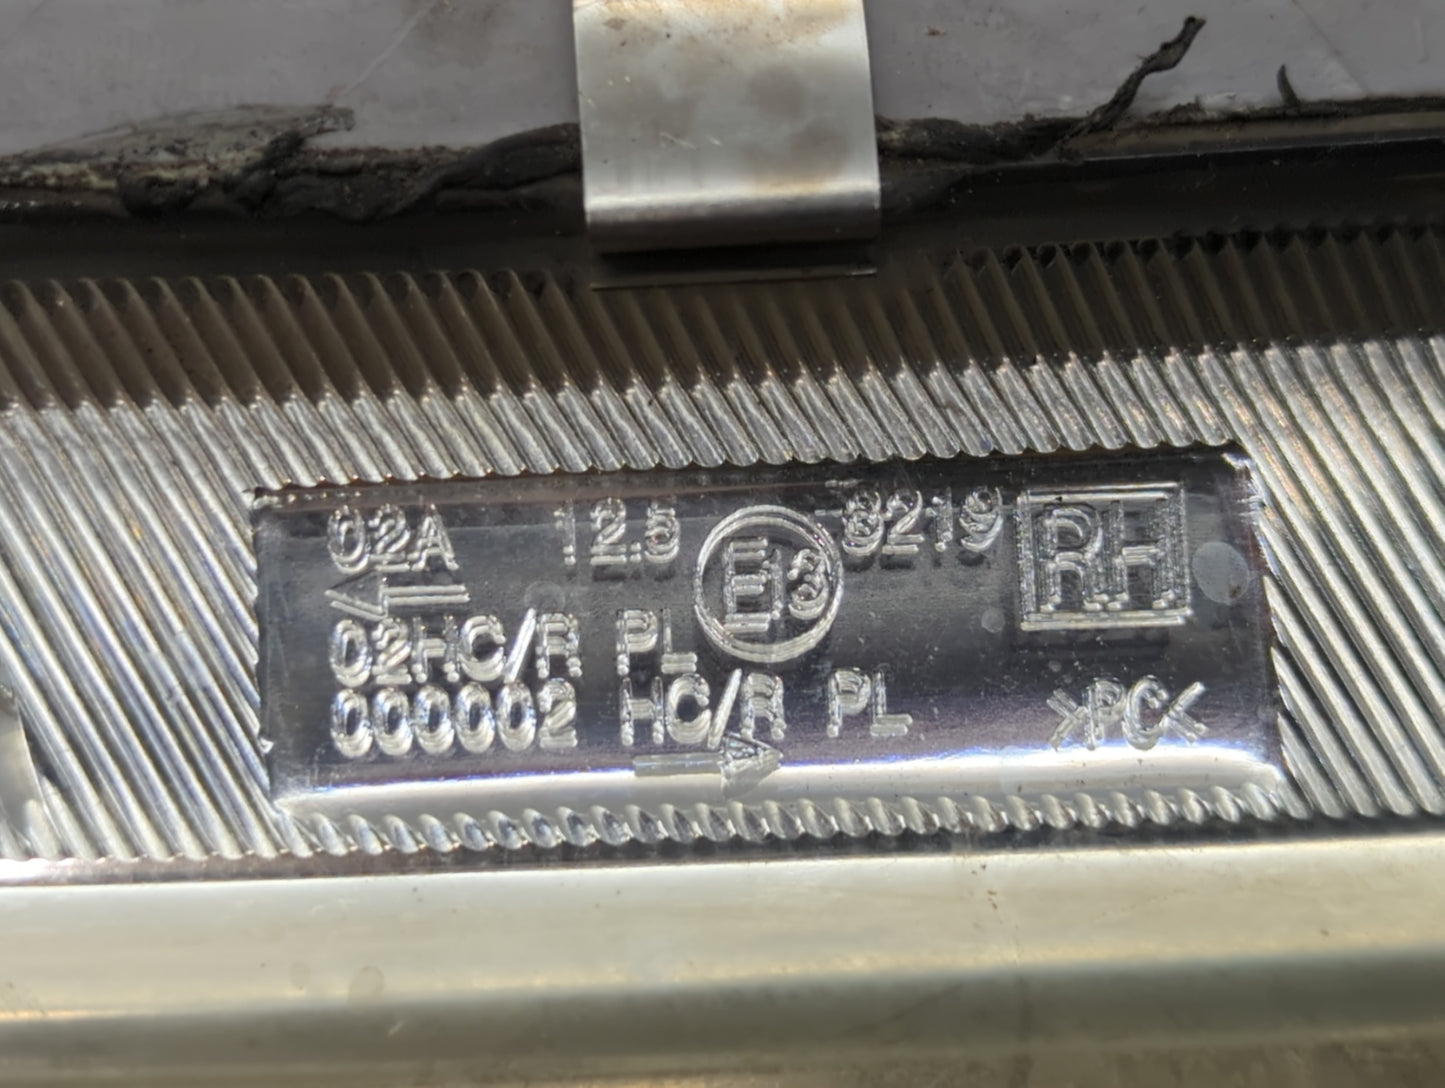 02A 12.5 E13 8219 RH
02HC/R PL
000002 HC/R PL >PC<